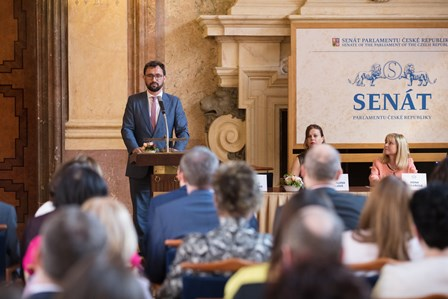 SENÁT PARLAMENTU ČESKÉ REPUBLIKY
SENATE OF THE PARLIAMENT OF THE CZECH REPUBLIC
S
SENÁT
PARLAMENTU ČESKÉ REPUBLIKY